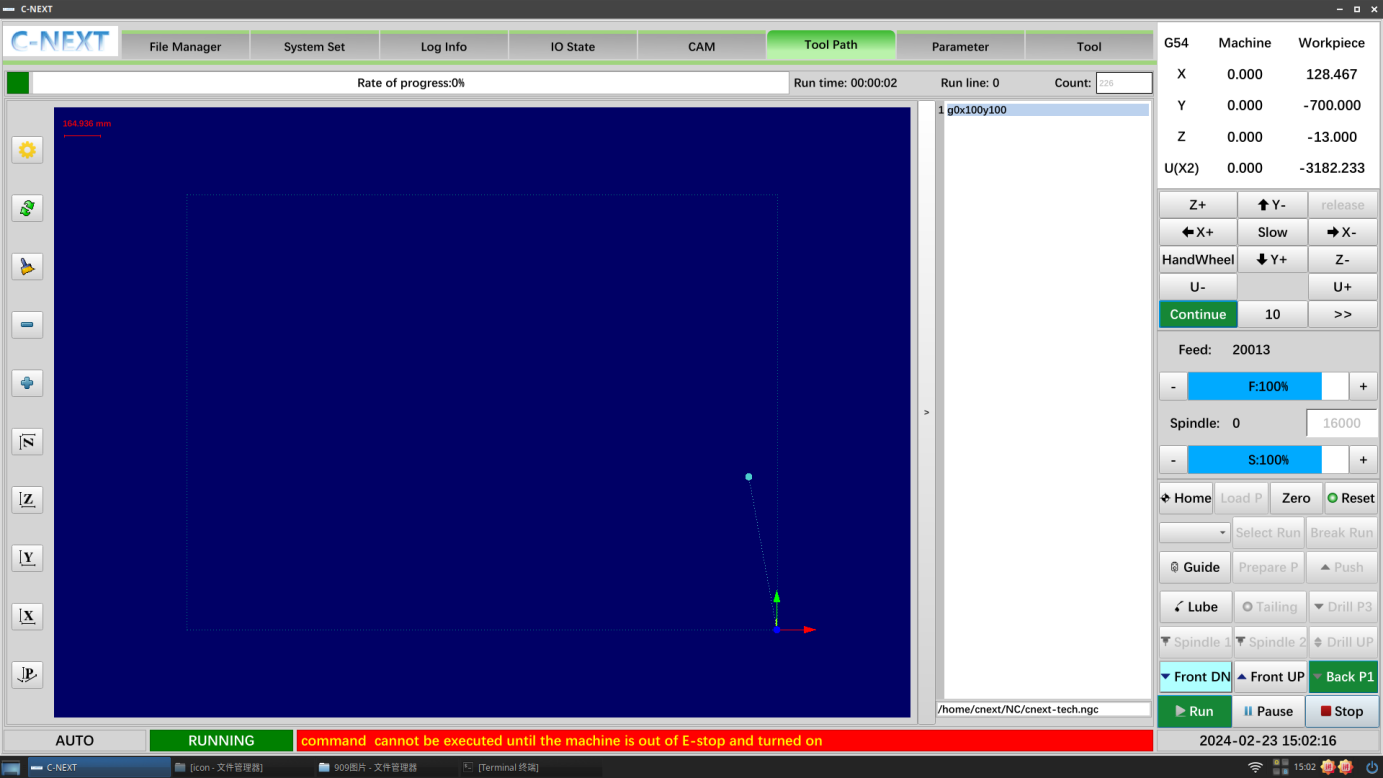 C-NEXT
C-NEXT
File Manager
System Set
Log Info
IO State
CAM
Tool Path
Parameter
Tool
G54 Machine Workpiece
X 0.000 128.467
Y 0.000 -700.000
Z 0.000 -13.000
U(X2) 0.000 -3182.233
Rate of progress:0%
Run time: 00:00:02
Run line: 0
Count: 226
164.936 mm
1 g0x100y100
>
N
Z
Y
X
P
/home/cnext/NC/cnext-tech.ngc
Z+ Y- release
X+ Slow X-
HandWheel Y+ Z-
U- U+
Continue 10 >>
Feed: 20013
- F:100% +
Spindle: 0 16000
- S:100% +
Home Load P Zero Reset
Select Run Break Run
Guide Prepare P Push
Lube Tailing Drill P3
Spindle 1 Spindle 2 Drill UP
Front DN Front UP Back P1
Run Pause Stop
AUTO RUNNING command cannot be executed until the machine is out of E-stop and turned on
2024-02-23 15:02:16
C-NEXT
[icon - 文件管理器]
909图片 - 文件管理器
[Terminal 终端]
15:02